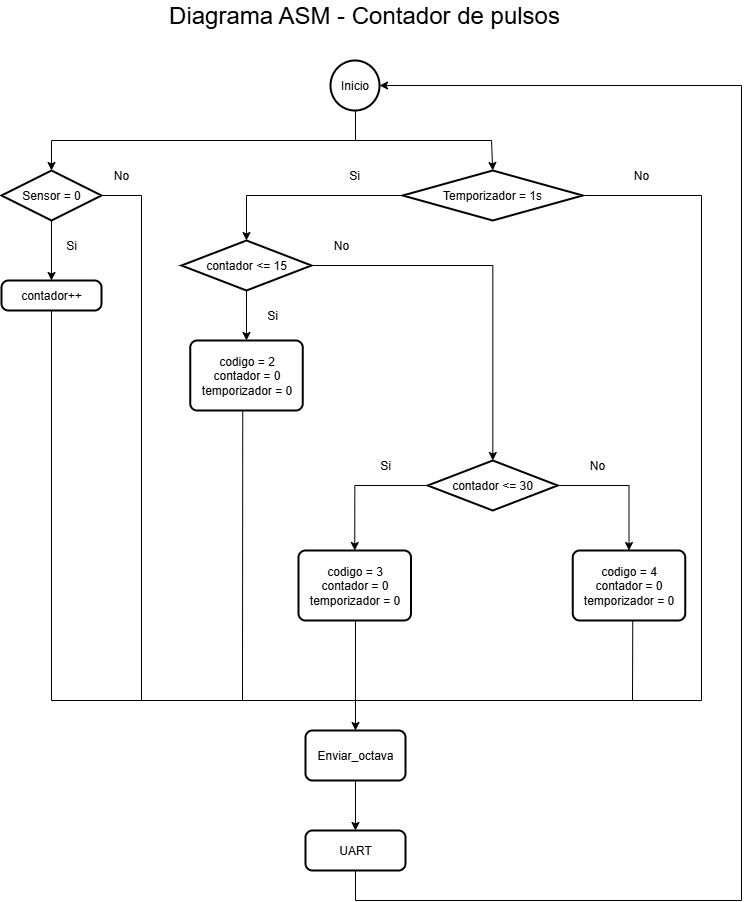 Diagrama ASM - Contador de pulsos
Inicio
No
Si
No
Sensor = 0
Temporizador = 1s
Si
No
contador <= 15
contador++
Si
codigo = 2
contador = 0
temporizador = 0
Si
No
contador <= 30
codigo = 3
contador = 0
temporizador = 0
codigo = 4
contador = 0
temporizador = 0
Enviar_octava
UART